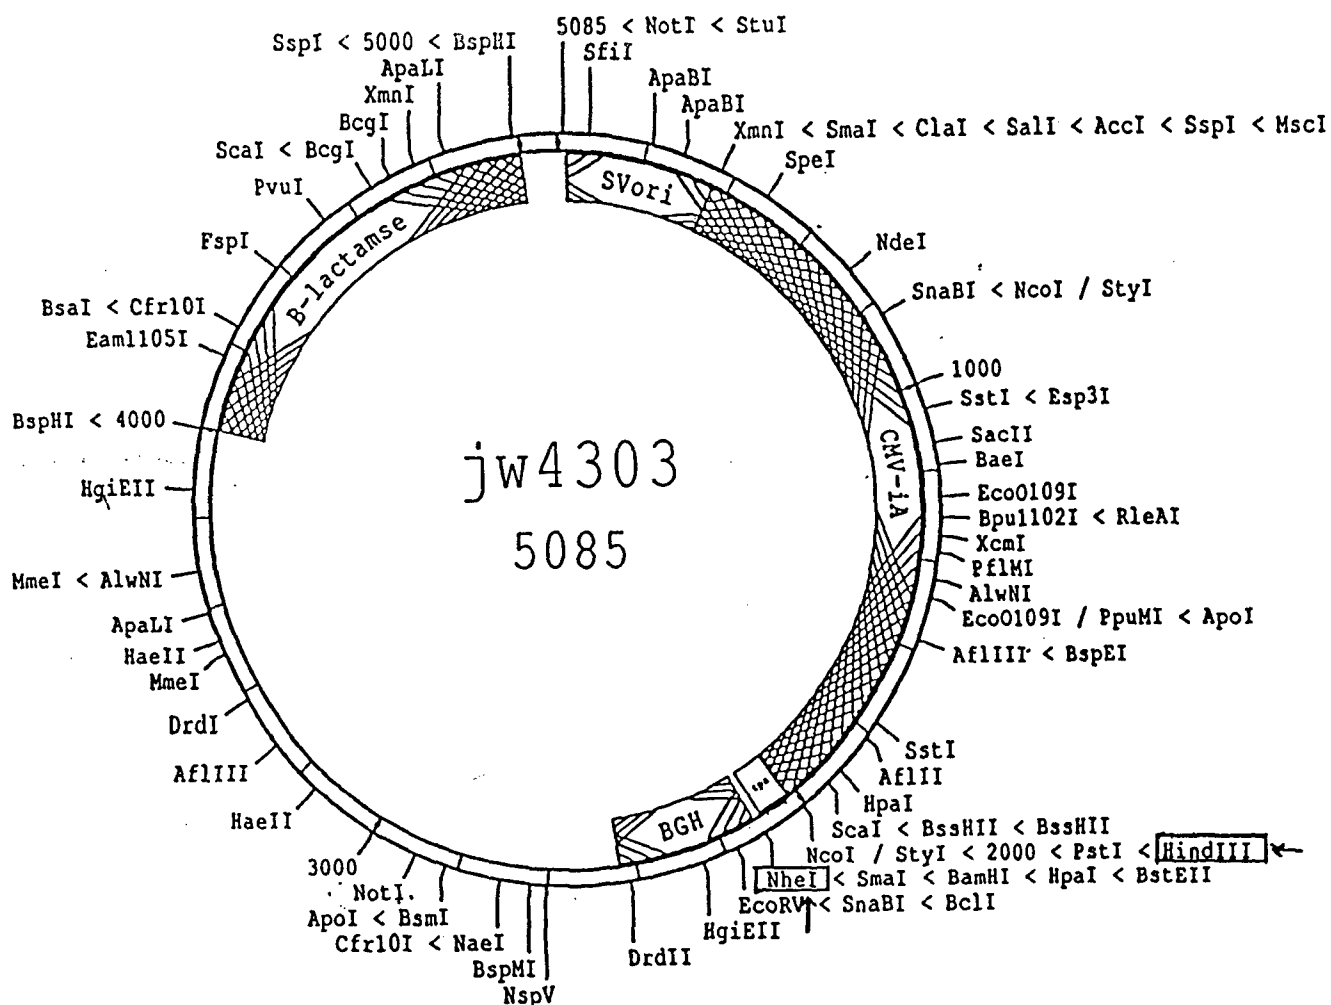 5085 < NotI < StuI
SspI < 5000 < BspHI
SfiI
ApaLI
ApaBI
XmnI
ApaBI
BcgI
XmnI < SmaI < ClaI < SalI < AccI < SspI < MscI
ScaI < BcgI
SpeI
PvuI
SVori
FspI
NdeI
B-lactamse
SnaBI < NcoI / StyI
BsaI < Cfr10I
Eam1105I
1000
SstI < Esp3I
BspHI < 4000
SacII
CMV-iA
BaeI
jw4303
HgiEII
Eco0109I
Bpu1102I < RleAI
XcmI
5085
PflMI
MmeI < AlwNI
AlwNI
Eco0109I / PpuMI < ApoI
ApaLI
HaeII
AflIII < BspEI
MmeI
DrdI
SstI
AflIII
AflII
tpa
HpaI
HaeII
BGH
ScaI < BssHII < BssHII
NcoI / StyI < 2000 < PstI < HindIII
3000
NheI < SmaI < BamHI < HpaI < BstEII
NotI
EcoRV < SnaBI < BclI
ApoI < BsmI
HgiEII
Cfr10I < NaeI
DrdII
BspMI
NspV